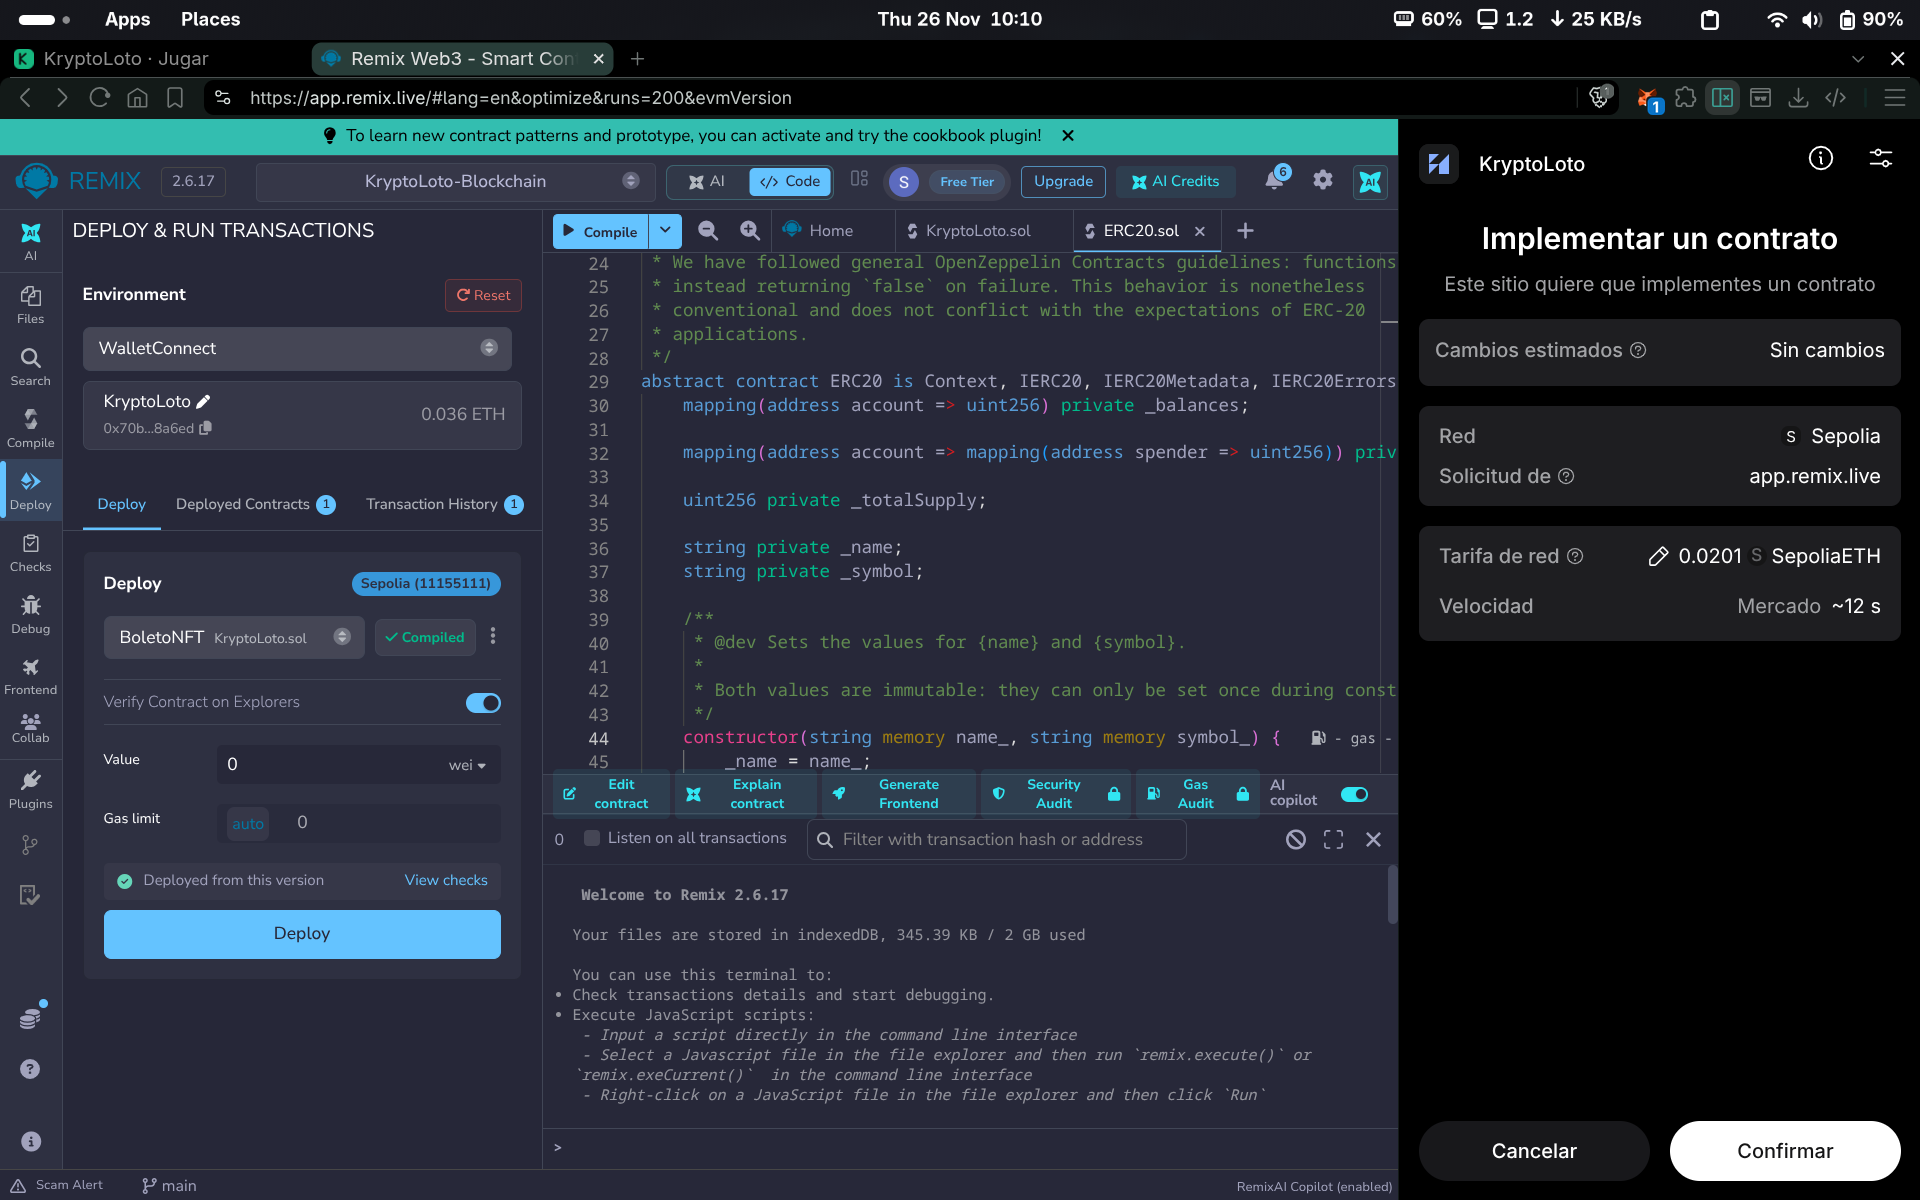 Apps Places Thu 26 Nov 10:10 60% 1.2 25 KB/s 90%
KryptoLoto · Jugar
Remix Web3 - Smart Con
https://app.remix.live/#lang=en&optimize&runs=200&evmVersion
1
1
To learn new contract patterns and prototype, you can activate and try the cookbook plugin!
REMIX
2.6.17
KryptoLoto-Blockchain
AI
Code
S
Free Tier
Upgrade
AI Credits
6
AI
AI
AI
Files
Search
Compile
Deploy
Checks
Debug
Frontend
Collab
Plugins
DEPLOY & RUN TRANSACTIONS
Environment
Reset
WalletConnect
KryptoLoto
0x70b...8a6ed
0.036 ETH
Deploy
Deployed Contracts 1
Transaction History 1
Deploy
Sepolia (11155111)
BoletoNFT KryptoLoto.sol
Compiled
Verify Contract on Explorers
Value
0
wei
Gas limit
auto
0
Deployed from this version
View checks
Deploy
Compile
Home
KryptoLoto.sol
ERC20.sol
24 * We have followed general OpenZeppelin Contracts guidelines: functions
25 * instead returning `false` on failure. This behavior is nonetheless
26 * conventional and does not conflict with the expectations of ERC-20
27 * applications.
28 */
29 abstract contract ERC20 is Context, IERC20, IERC20Metadata, IERC20Errors
30 mapping(address account => uint256) private _balances;
31
32 mapping(address account => mapping(address spender => uint256)) priv
33
34 uint256 private _totalSupply;
35
36 string private _name;
37 string private _symbol;
38
39 /**
40 * @dev Sets the values for {name} and {symbol}.
41 *
42 * Both values are immutable: they can only be set once during const
43 */
44 constructor(string memory name_, string memory symbol_) { - gas -
45 _name = name_;
Edit contract
Explain contract
Generate Frontend
Security Audit
Gas Audit
AI copilot
0
Listen on all transactions
Filter with transaction hash or address
Welcome to Remix 2.6.17
Your files are stored in indexedDB, 345.39 KB / 2 GB used
You can use this terminal to:
• Check transactions details and start debugging.
• Execute JavaScript scripts:
- Input a script directly in the command line interface
- Select a Javascript file in the file explorer and then run `remix.execute()` or
`remix.exeCurrent()` in the command line interface
- Right-click on a JavaScript file in the file explorer and then click `Run`
>
Scam Alert
main
RemixAI Copilot (enabled)
KryptoLoto
Implementar un contrato
Este sitio quiere que implementes un contrato
Cambios estimados
Sin cambios
Red
S Sepolia
Solicitud de
app.remix.live
Tarifa de red
0.0201 S SepoliaETH
Velocidad
Mercado ~12 s
Cancelar
Confirmar